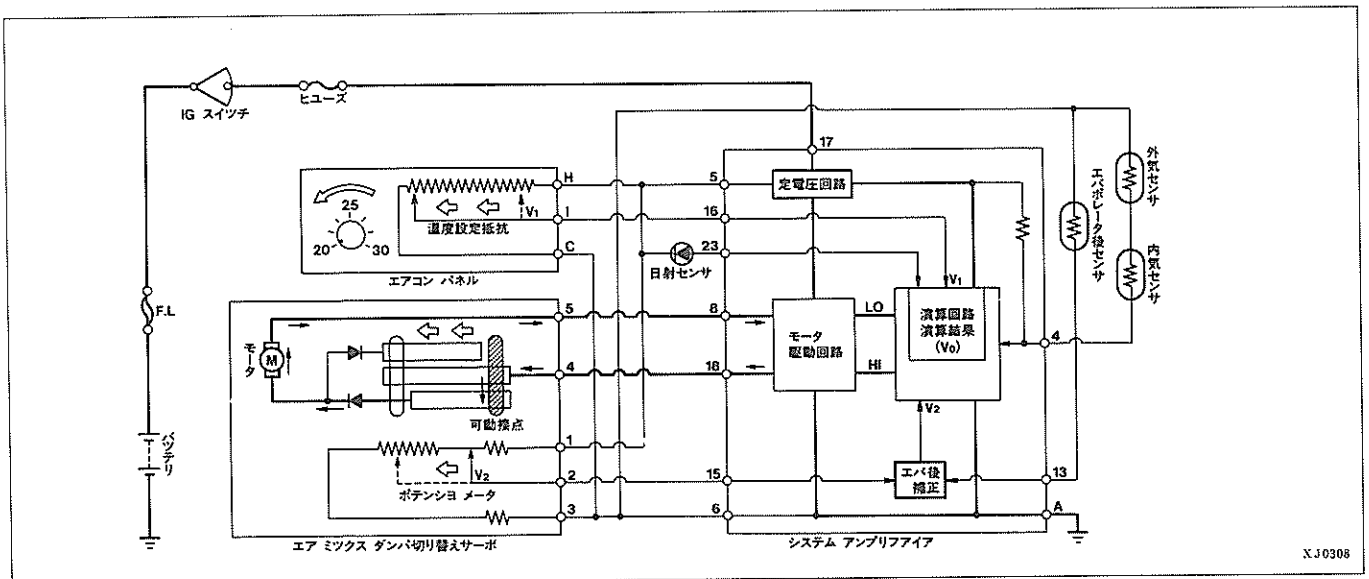 IG スイツチ
ヒユーズ
17
外気センサ
エバポレータ後センサ
内気センサ
H
5
定電圧回路
25
20
30
V1
I
16
温度設定抵抗
C
23
日射センサ
エアコン パネル
V1
F.L
5
8
LO
演算回路
演算結果
(V0)
4
モータ
M
モータ
駆動回路
4
18
HI
可動接点
V2
1
バツテリ
V2
2
15
エバ後
補正
13
ポテンシヨ メータ
3
6
A
エア ミツクス ダンパ切り替えサーボ
システム アンプリフアイア
XJ0308